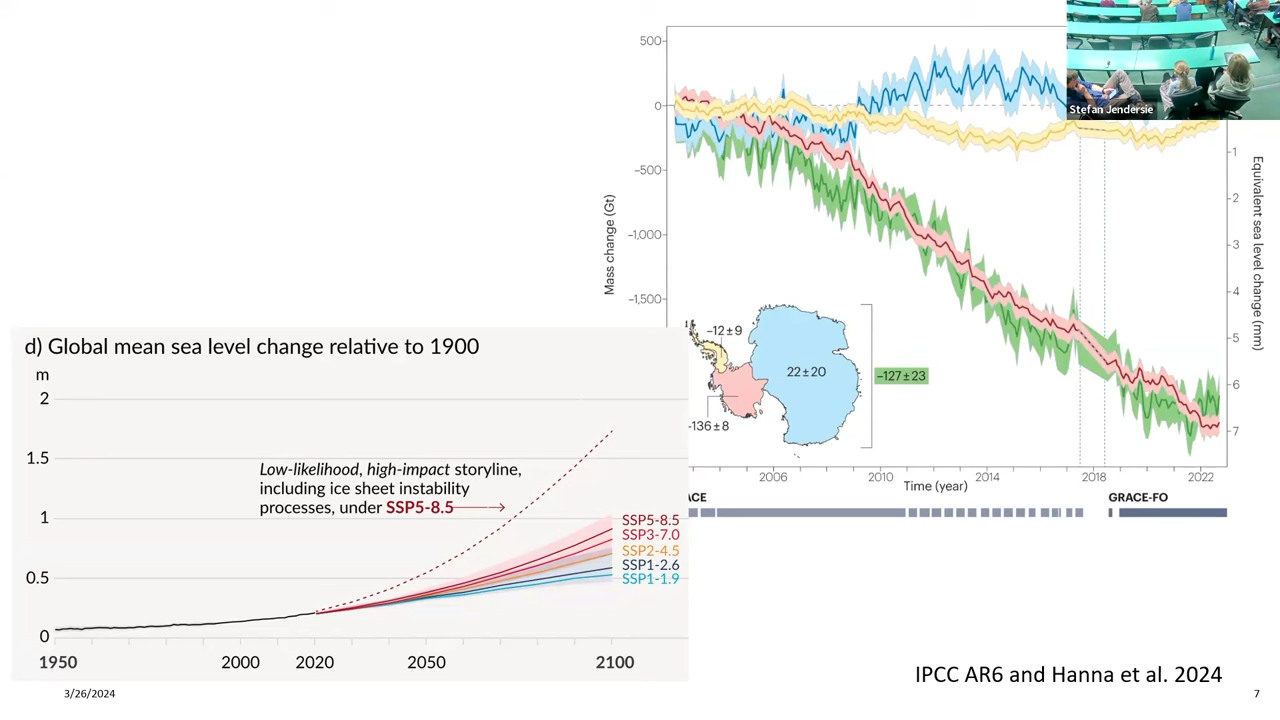 Stefan Jendersie
500
0
−500
−1,000
−1,500
Mass change (Gt)
1
2
3
4
5
6
7
Equivalent sea level change (mm)
−12±9
22±20
−127±23
-136±8
2006
2010
2014
2018
2022
Time (year)
ACE
GRACE-FO
d) Global mean sea level change relative to 1900
m
2
1.5
1
0.5
0
Low-likelihood, high-impact storyline,
including ice sheet instability
processes, under SSP5-8.5
SSP5-8.5
SSP3-7.0
SSP2-4.5
SSP1-2.6
SSP1-1.9
1950
2000
2020
2050
2100
IPCC AR6 and Hanna et al. 2024
3/26/2024
7